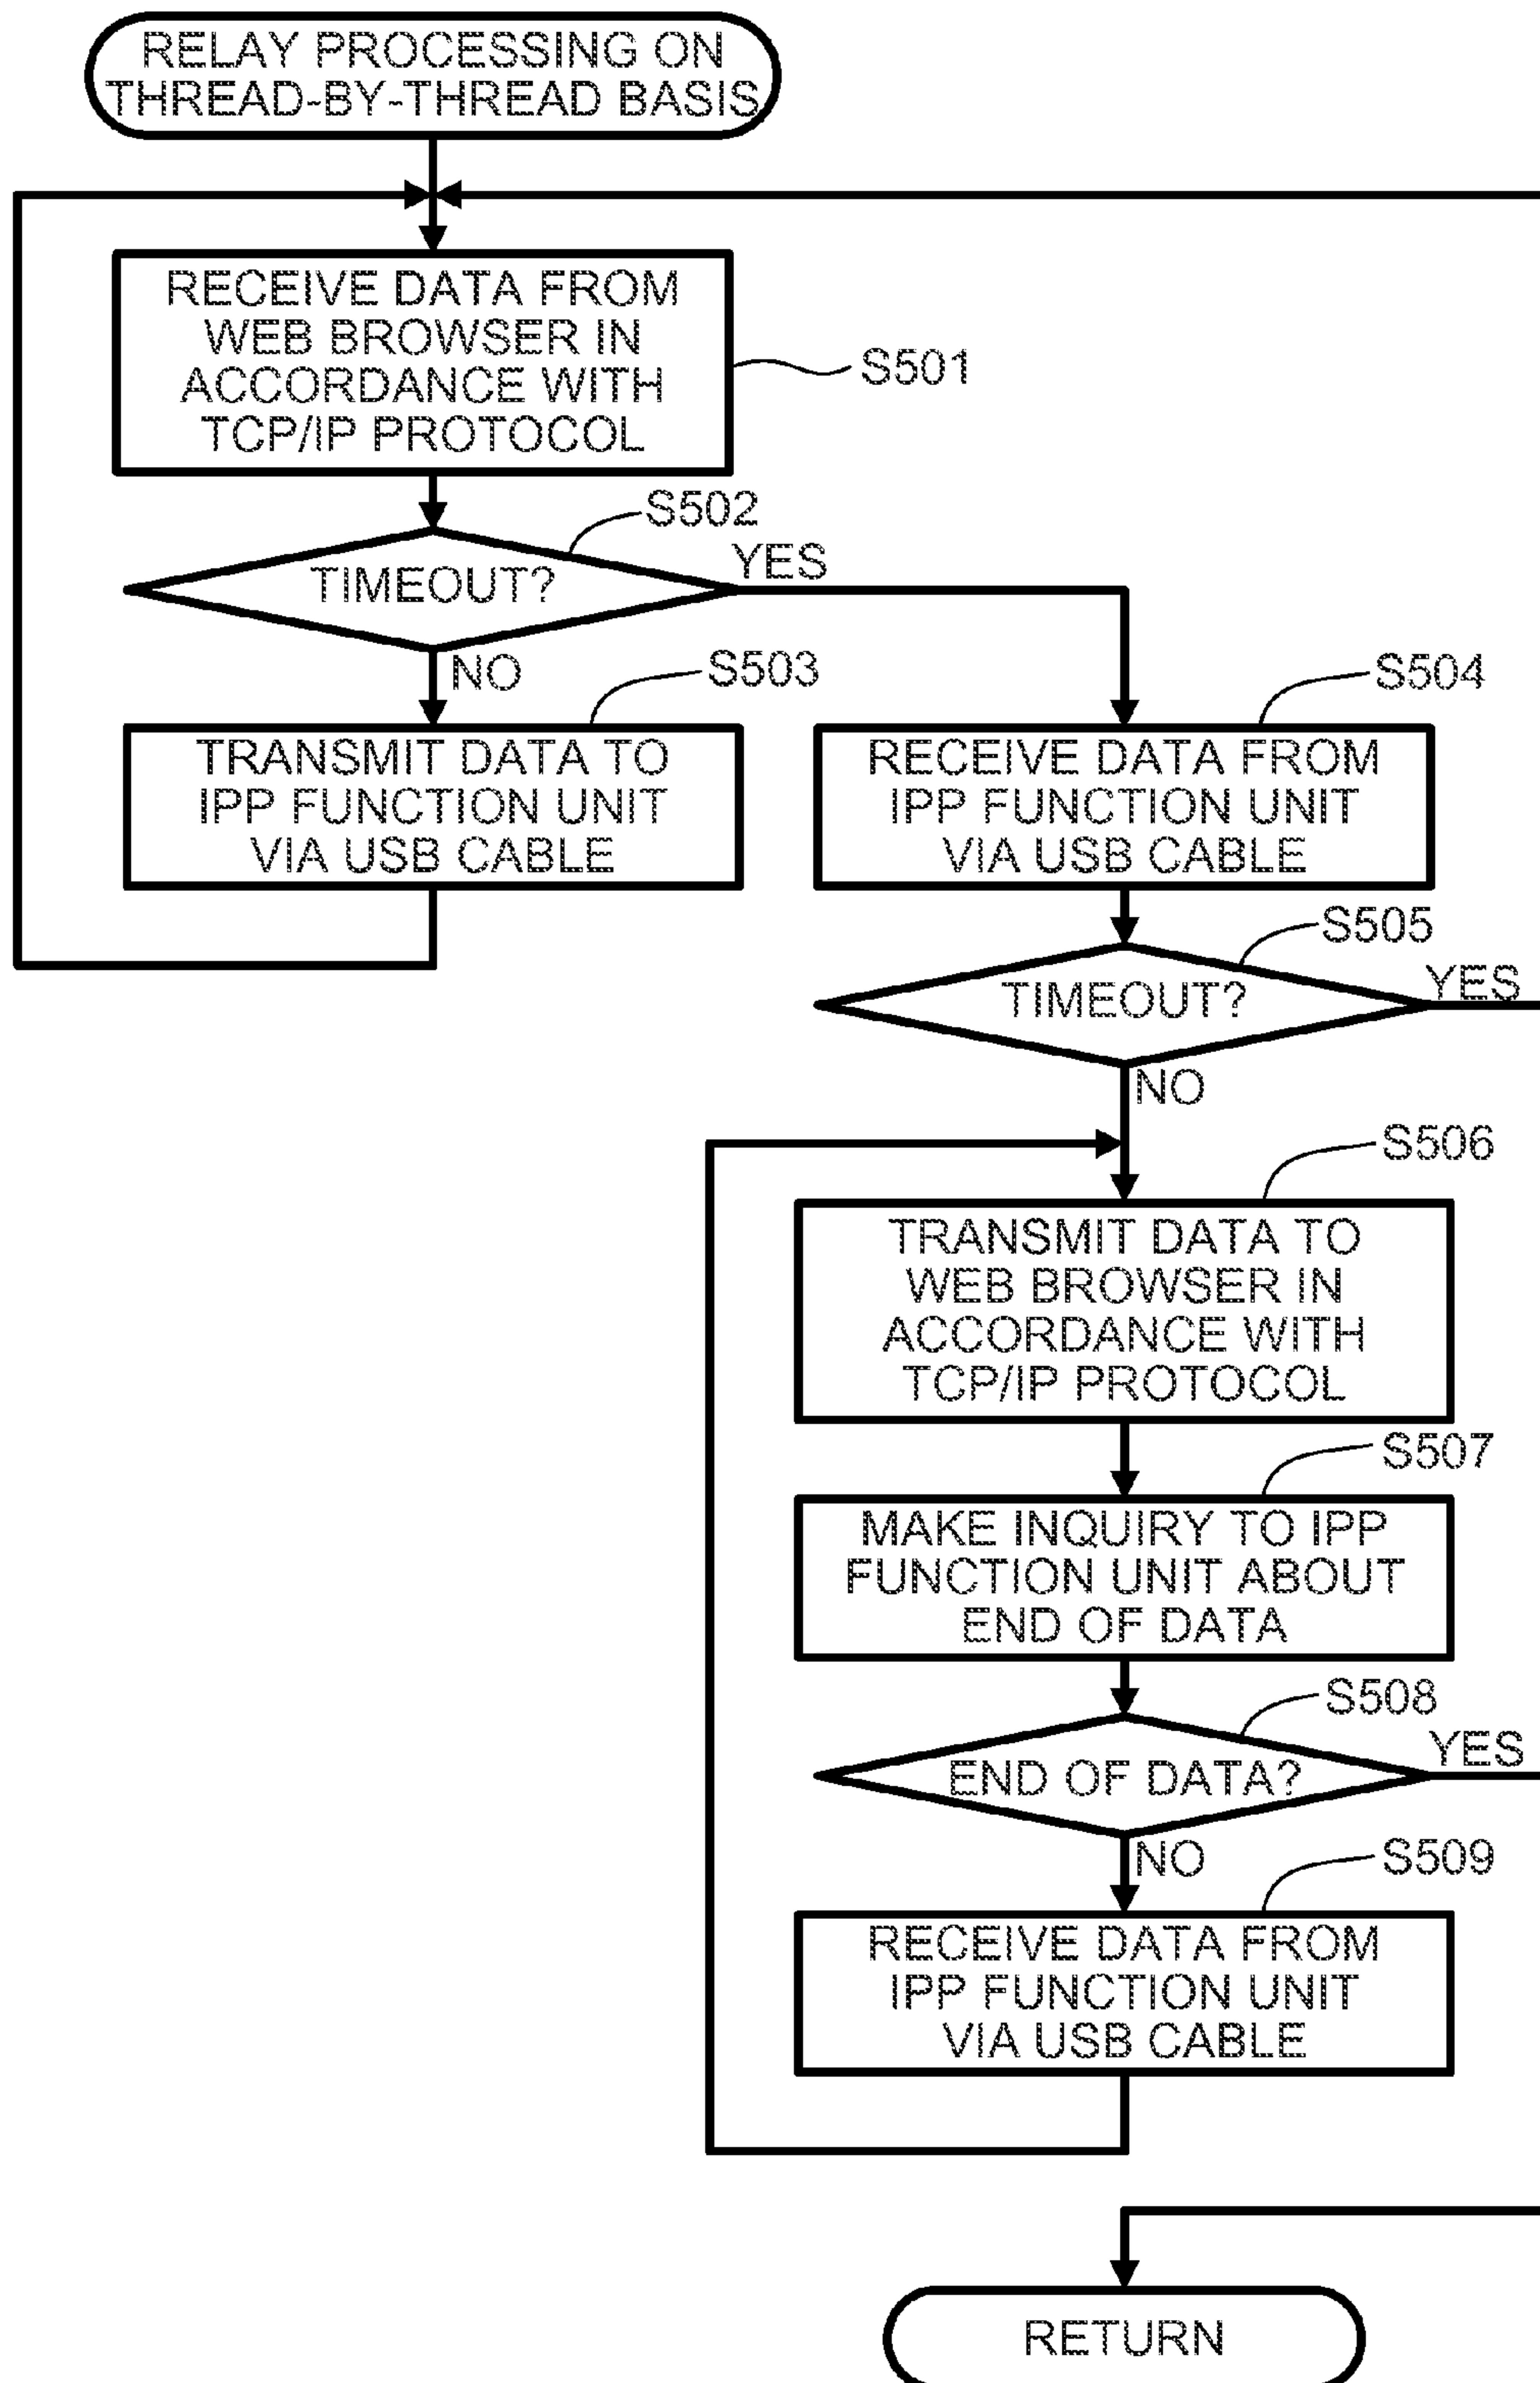 RELAY PROCESSING ON
THREAD-BY-THREAD BASIS
RECEIVE DATA FROM
WEB BROWSER IN
ACCORDANCE WITH
TCP/IP PROTOCOL
S501
S502
TIMEOUT?
YES
NO
S503
TRANSMIT DATA TO
IPP FUNCTION UNIT
VIA USB CABLE
S504
RECEIVE DATA FROM
IPP FUNCTION UNIT
VIA USB CABLE
S505
TIMEOUT?
YES
NO
S506
TRANSMIT DATA TO
WEB BROWSER IN
ACCORDANCE WITH
TCP/IP PROTOCOL
S507
MAKE INQUIRY TO IPP
FUNCTION UNIT ABOUT
END OF DATA
S508
END OF DATA?
YES
NO
S509
RECEIVE DATA FROM
IPP FUNCTION UNIT
VIA USB CABLE
RETURN